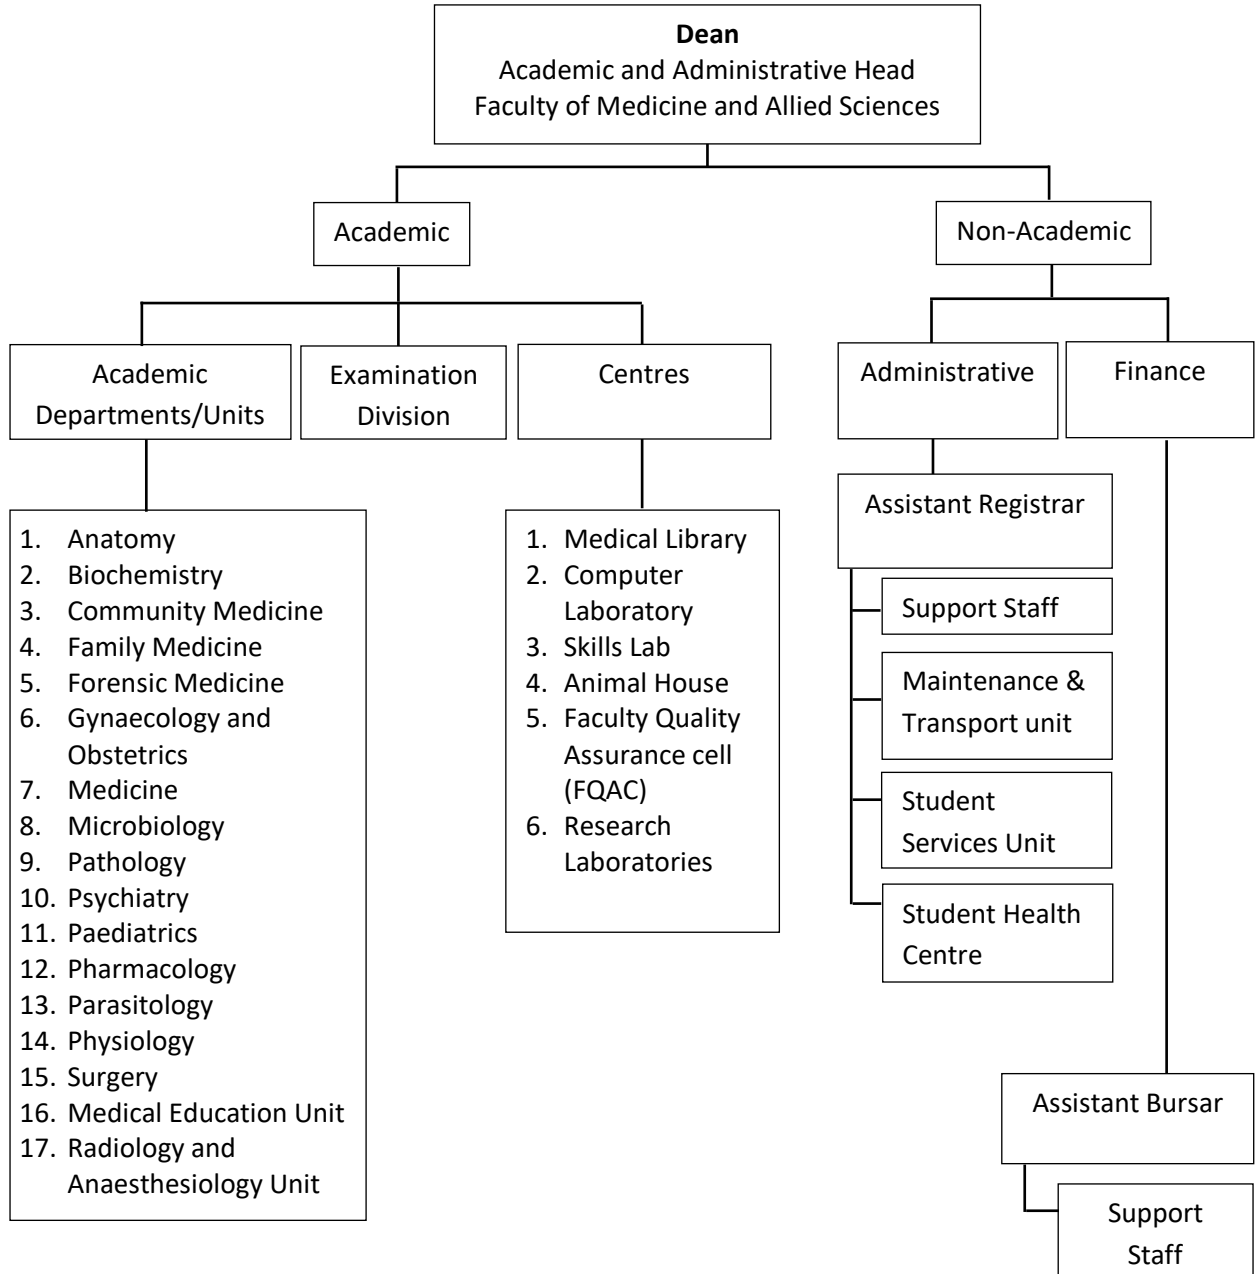 Dean
Academic and Administrative Head
Faculty of Medicine and Allied Sciences
Academic
Non-Academic
Academic
Departments/Units
Examination
Division
Centres
Administrative
Finance
1. Anatomy
2. Biochemistry
3. Community Medicine
4. Family Medicine
5. Forensic Medicine
6. Gynaecology and
Obstetrics
7. Medicine
8. Microbiology
9. Pathology
10. Psychiatry
11. Paediatrics
12. Pharmacology
13. Parasitology
14. Physiology
15. Surgery
16. Medical Education Unit
17. Radiology and
Anaesthesiology Unit
1. Medical Library
2. Computer
Laboratory
3. Skills Lab
4. Animal House
5. Faculty Quality
Assurance cell
(FQAC)
6. Research
Laboratories
Assistant Registrar
Support Staff
Maintenance &
Transport unit
Student
Services Unit
Student Health
Centre
Assistant Bursar
Support
Staff